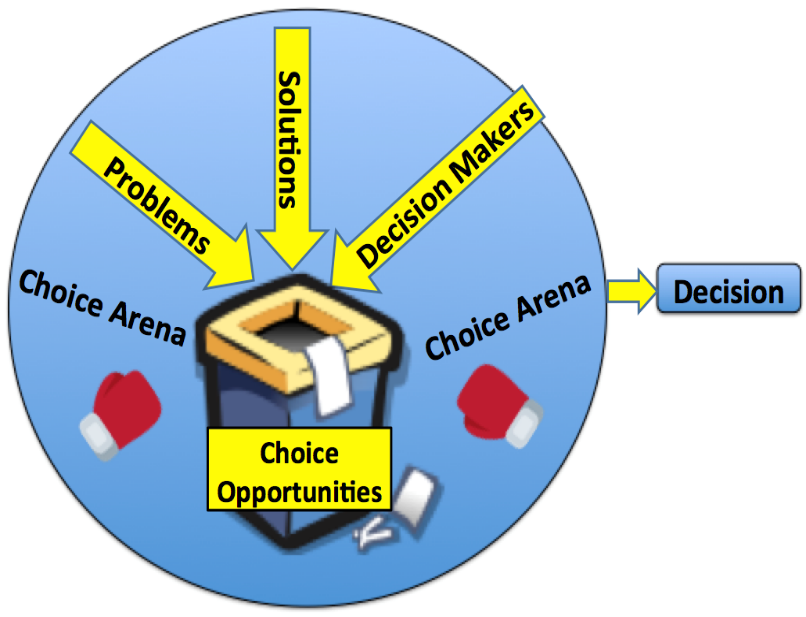 Solutions
Problems
Decision Makers
Choice Arena
Choice Arena
Decision
Choice
Opportunities